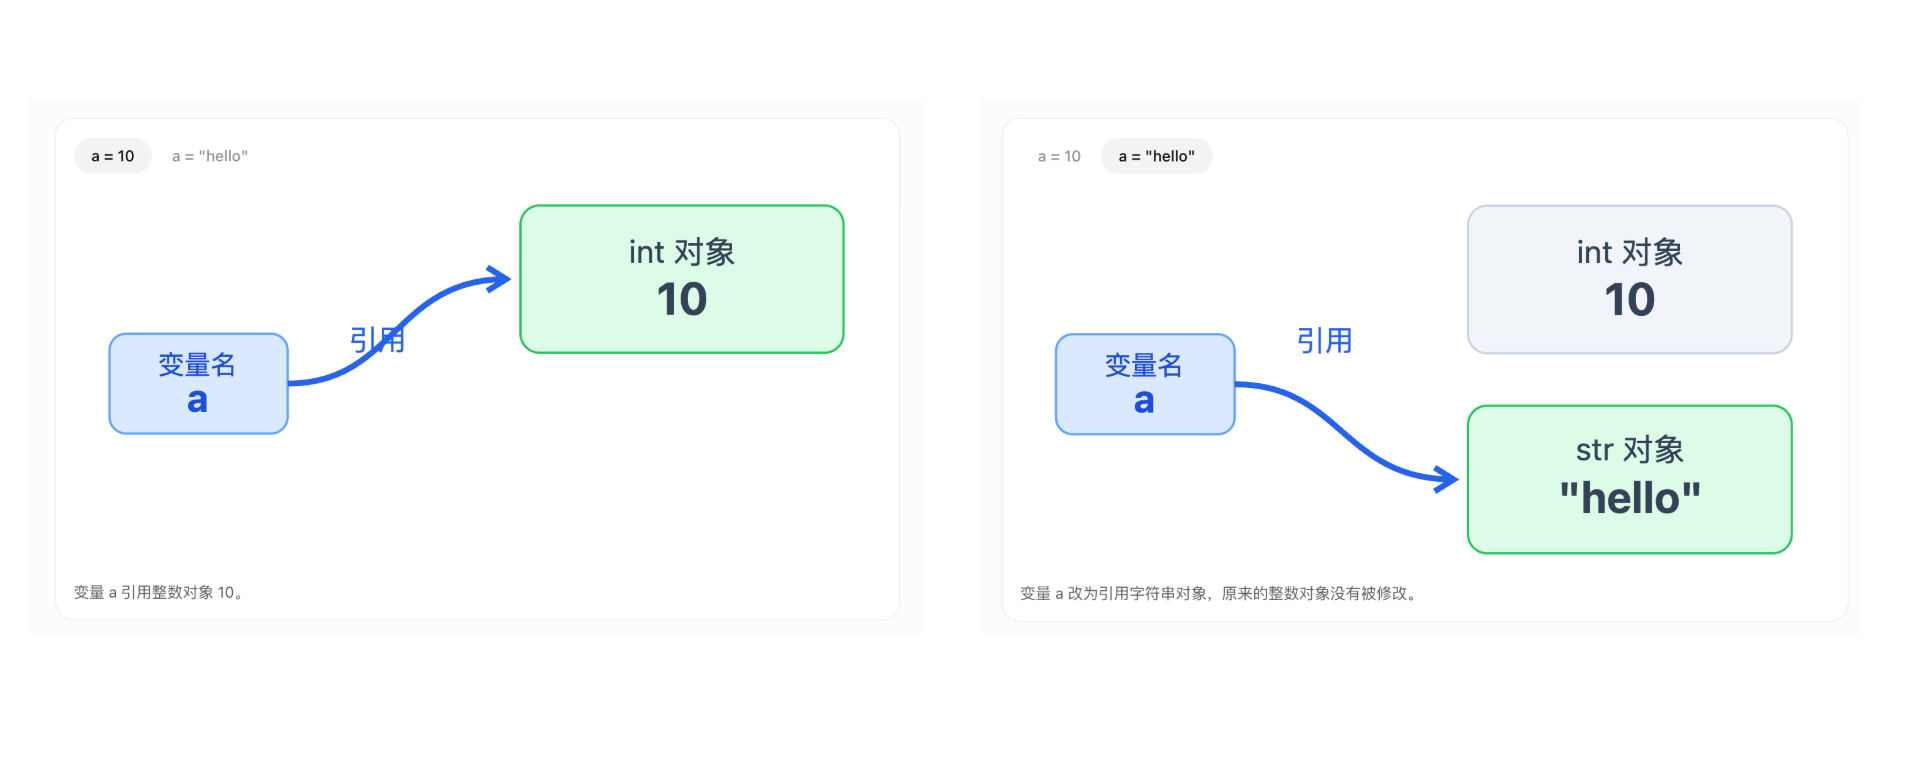 a = 10
a = "hello"
int 对象
10
引用
变量名
a
变量 a 引用整数对象 10。
a = 10
a = "hello"
int 对象
10
引用
变量名
a
str 对象
"hello"
变量 a 改为引用字符串对象，原来的整数对象没有被修改。